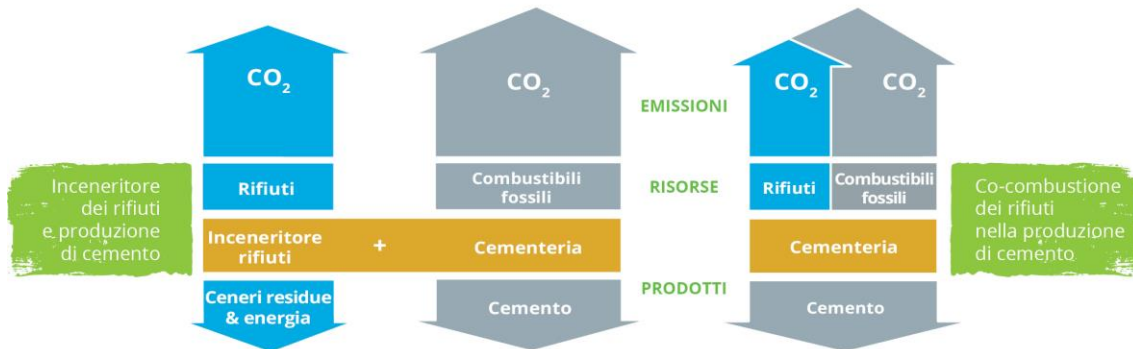 CO₂
CO₂
CO₂
CO₂
EMISSIONI
Inceneritore
dei rifiuti
e produzione
di cemento
Rifiuti
Combustibili
fossili
RISORSE
Rifiuti
Combustibili
fossili
Co-combustione
dei rifiuti
nella produzione
di cemento
Inceneritore
rifiuti
+
Cementeria
Cementeria
PRODOTTI
Ceneri residue
& energia
Cemento
Cemento